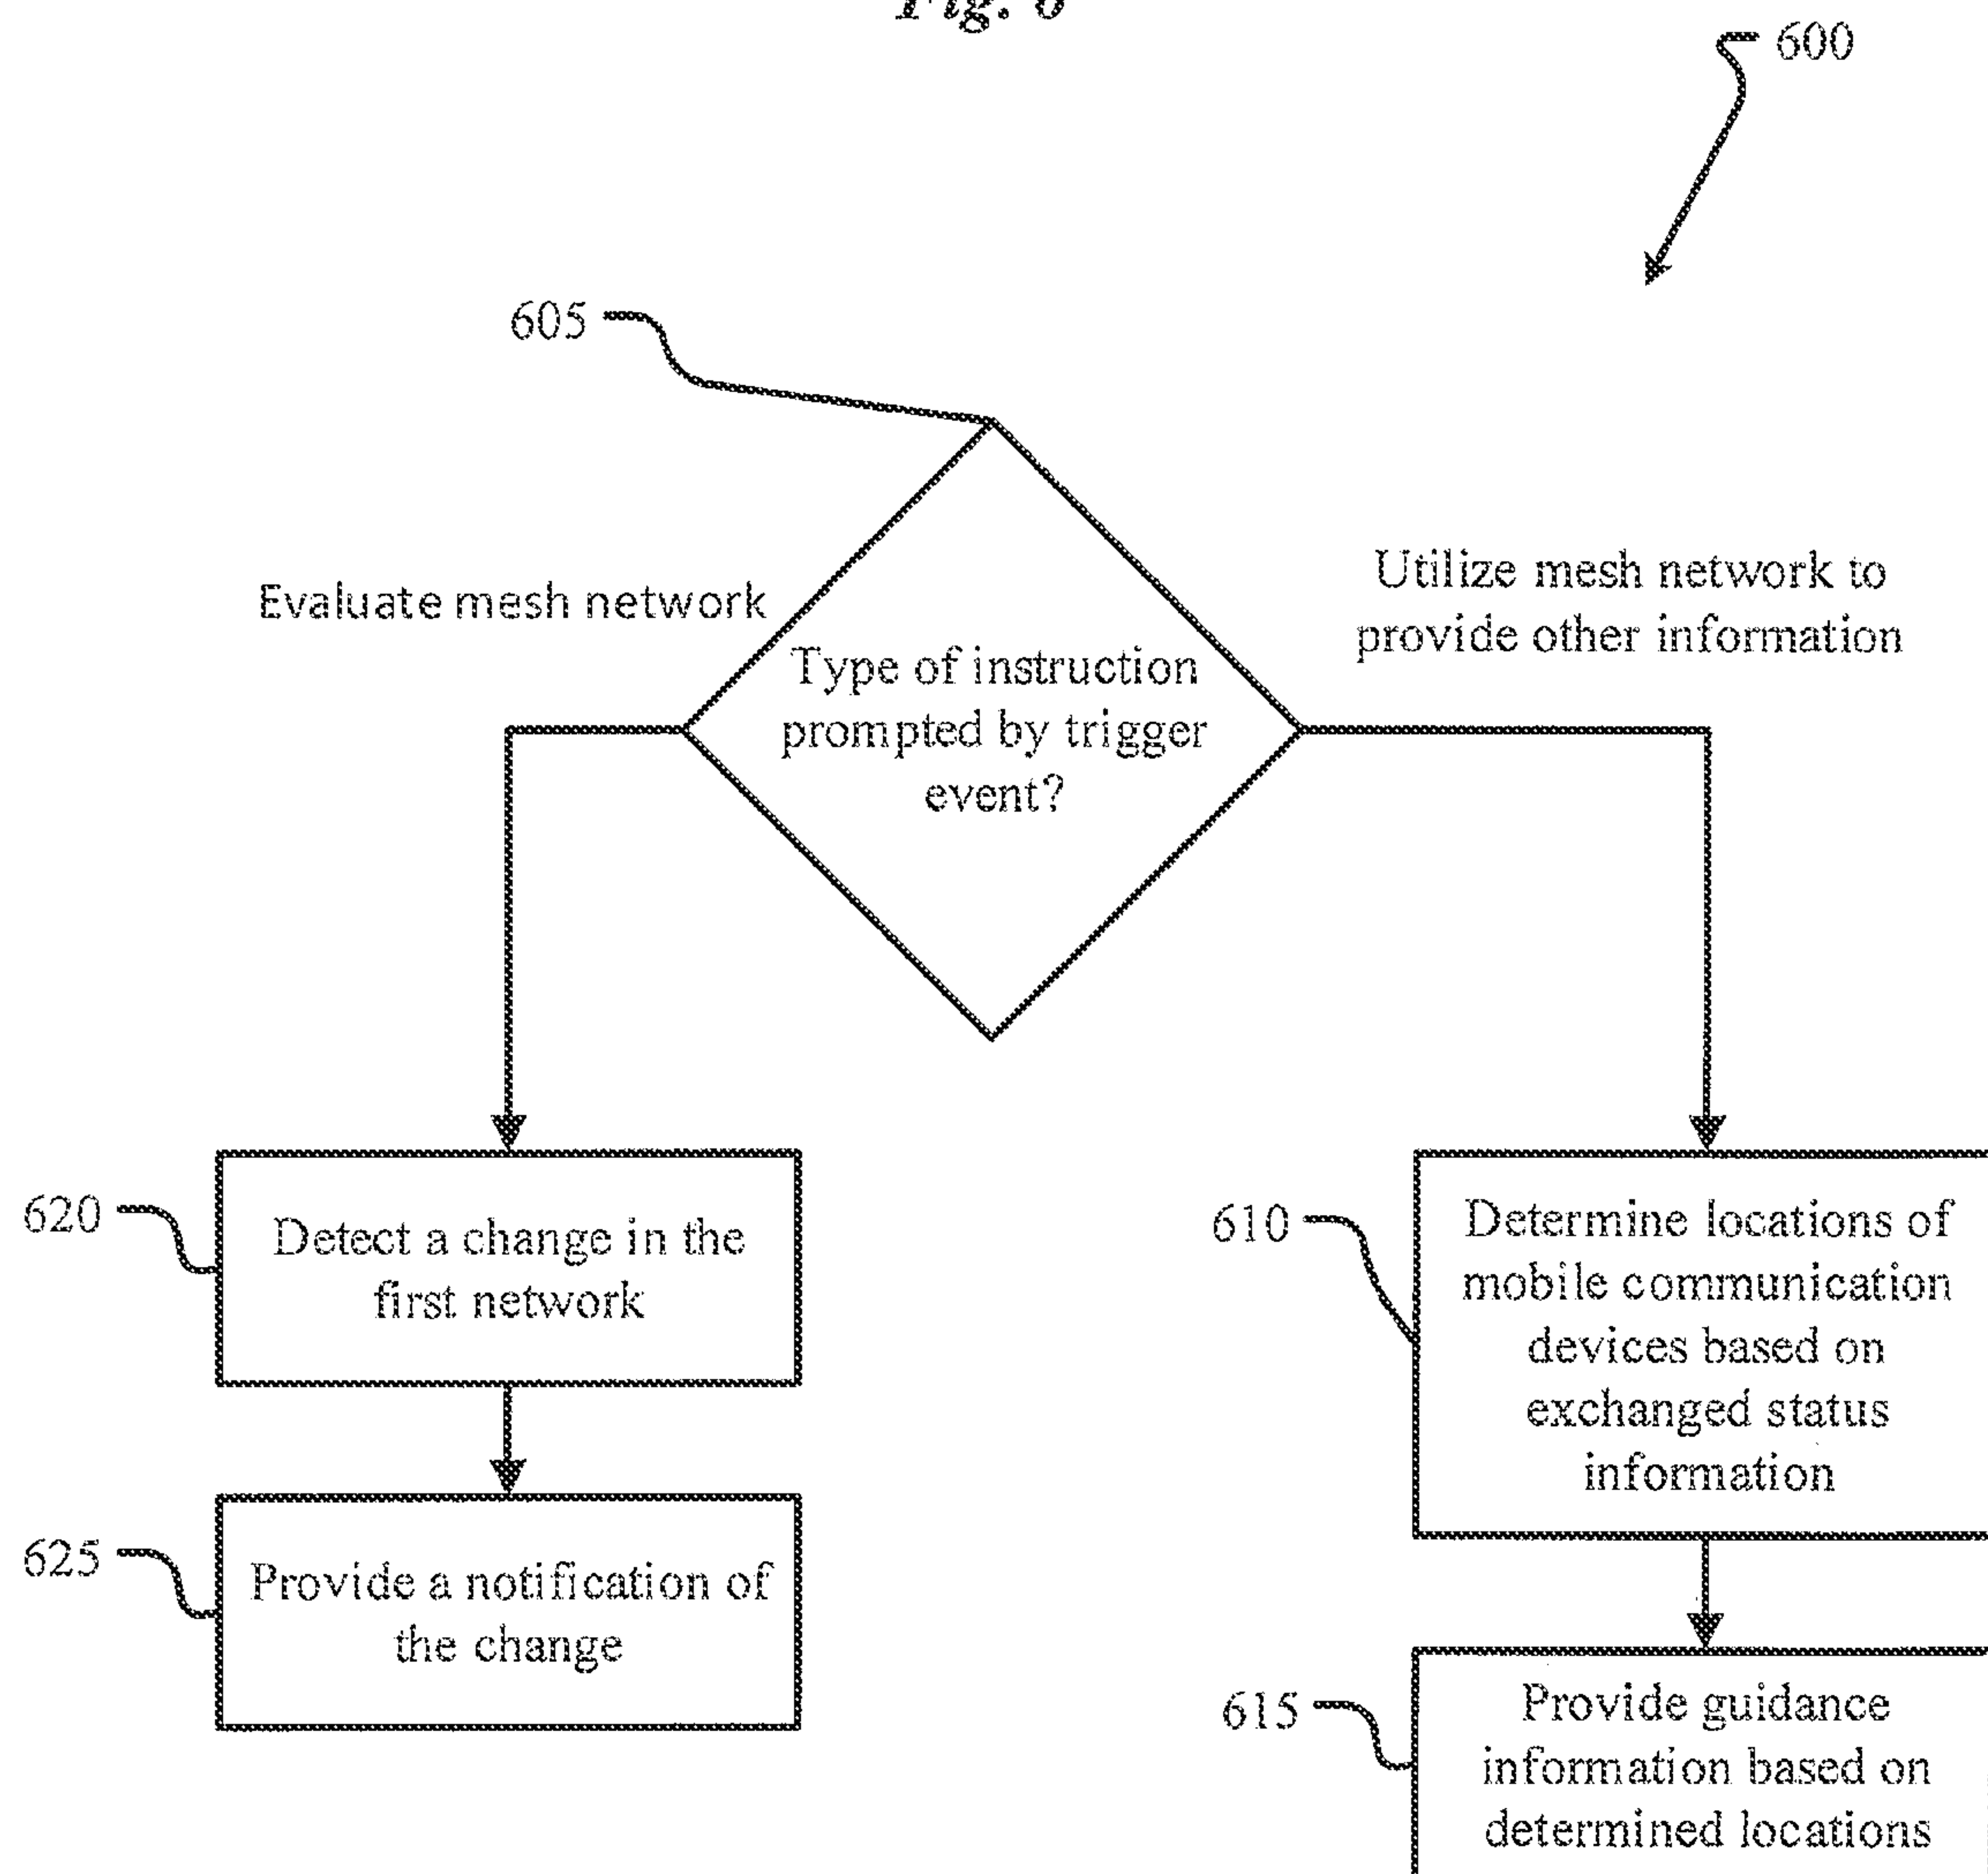 Fig. 6
600
605
Evaluate mesh network
Utilize mesh network to
provide other information
Type of instruction
prompted by trigger
event?
620
Detect a change in the
first network
610
Determine locations of
mobile communication
devices based on
exchanged status
information
625
Provide a notification of
the change
615
Provide guidance
information based on
determined locations